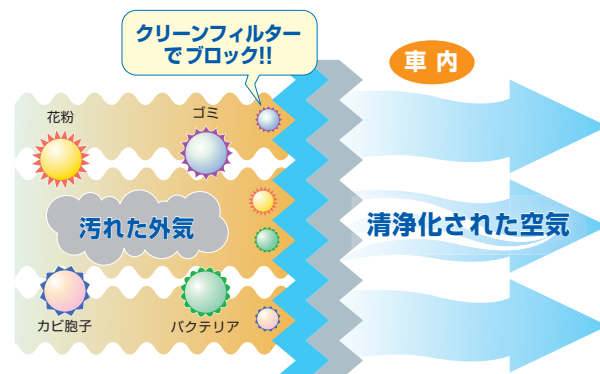 クリーンフィルター
でブロック!!
車内
花粉
ゴミ
汚れた外気
清浄化された空気
カビ胞子
バクテリア